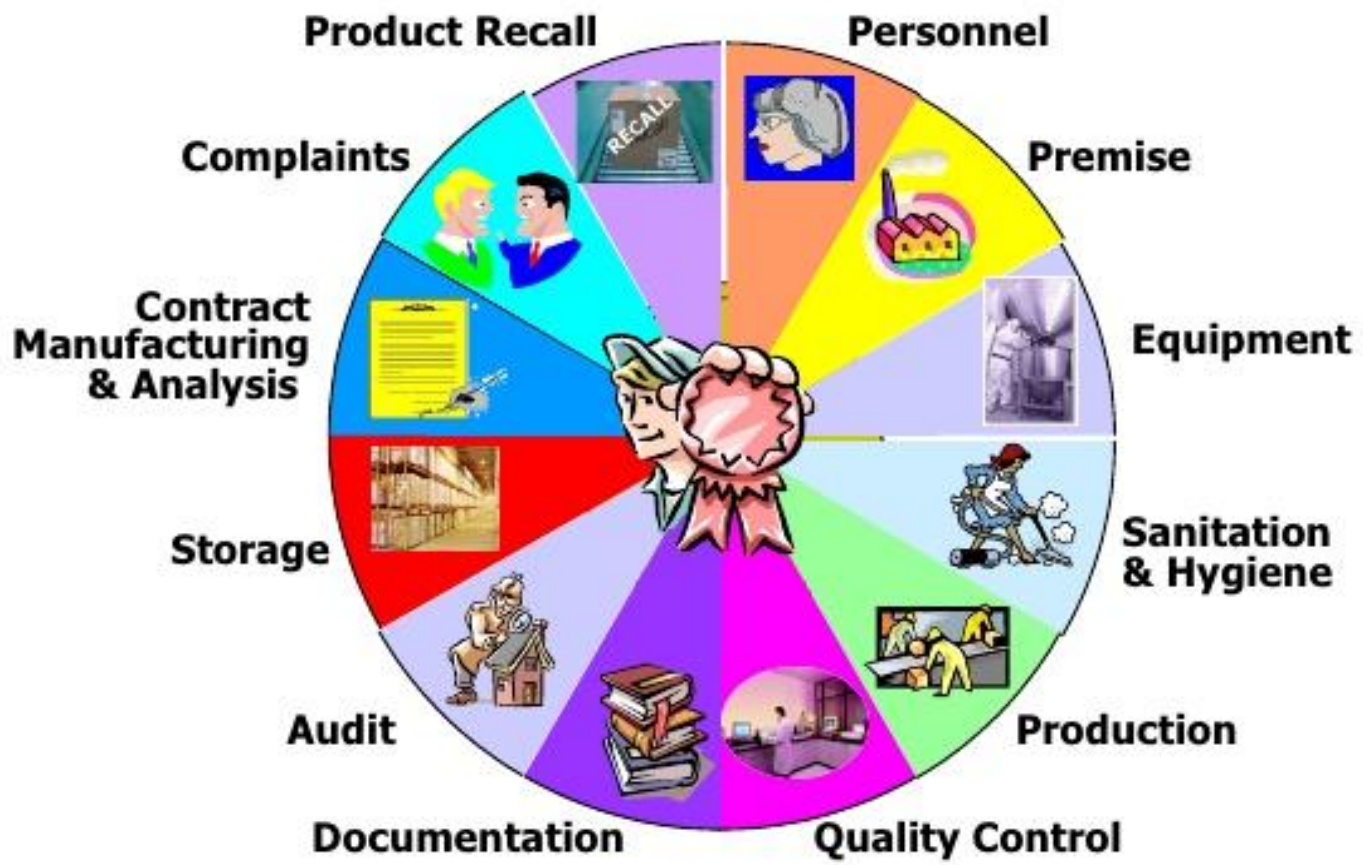 Product Recall
Personnel
Complaints
Premise
RECALL
Contract
Manufacturing
& Analysis
Equipment
Storage
Sanitation
& Hygiene
Audit
Production
Documentation
Quality Control